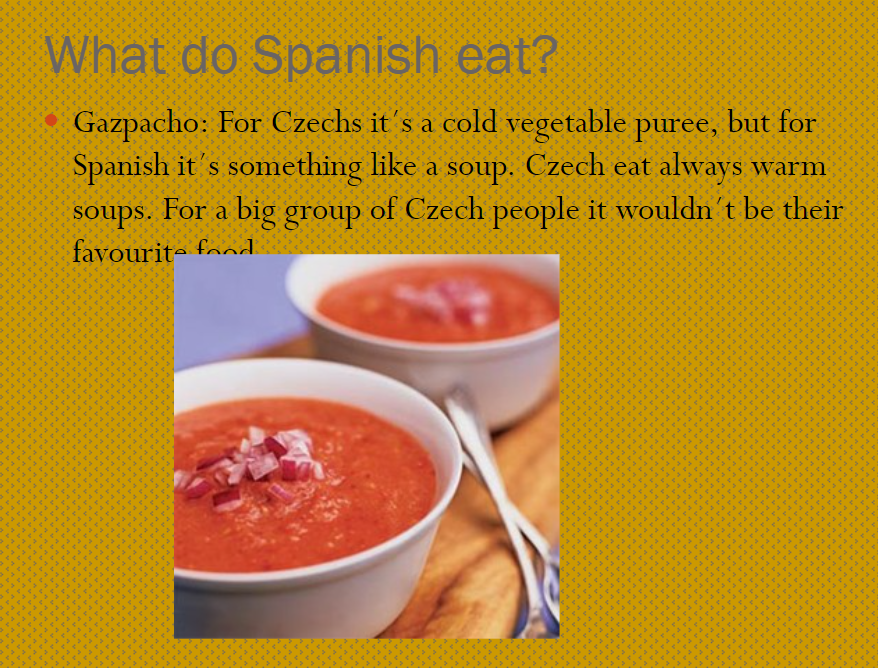 What do Spanish eat?
• Gazpacho: For Czechs it´s a cold vegetable puree, but for
Spanish it´s something like a soup. Czech eat always warm
soups. For a big group of Czech people it wouldn´t be their
favourite food